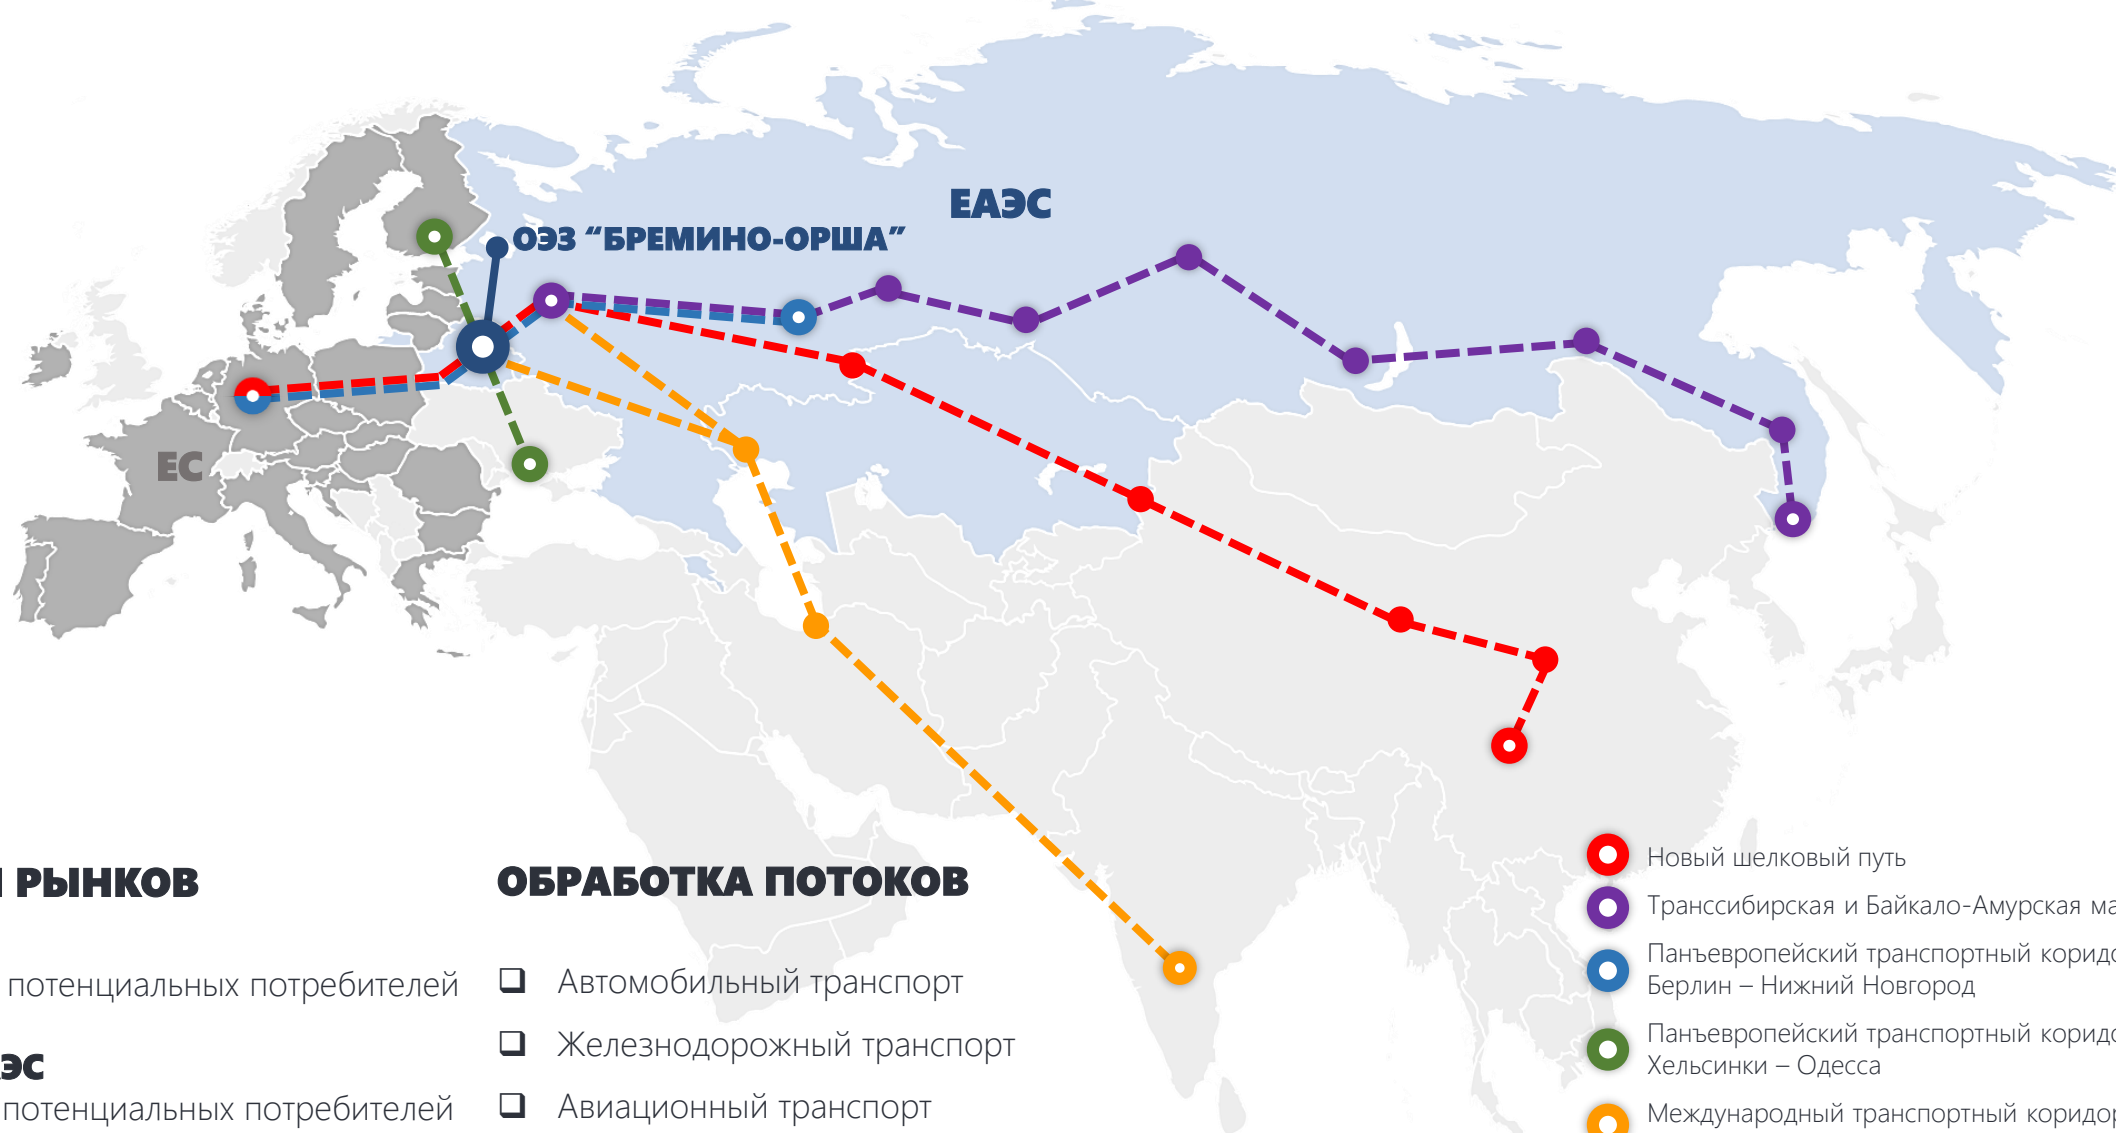 ЕАЭС
ОЭЗ “БРЕМИНО-ОРША”
ЕС
РЫНКОВ
потенциальных потребителей
потенциальных потребителей
ОБРАБОТКА ПОТОКОВ
Автомобильный транспорт
Железнодорожный транспорт
Авиационный транспорт
Новый шелковый путь
Транссибирская и Байкало-Амурская
Панъевропейский транспортный
Берлин – Нижний Новгород
Панъевропейский транспортный
Хельсинки – Одесса
Международный транспортный коридор